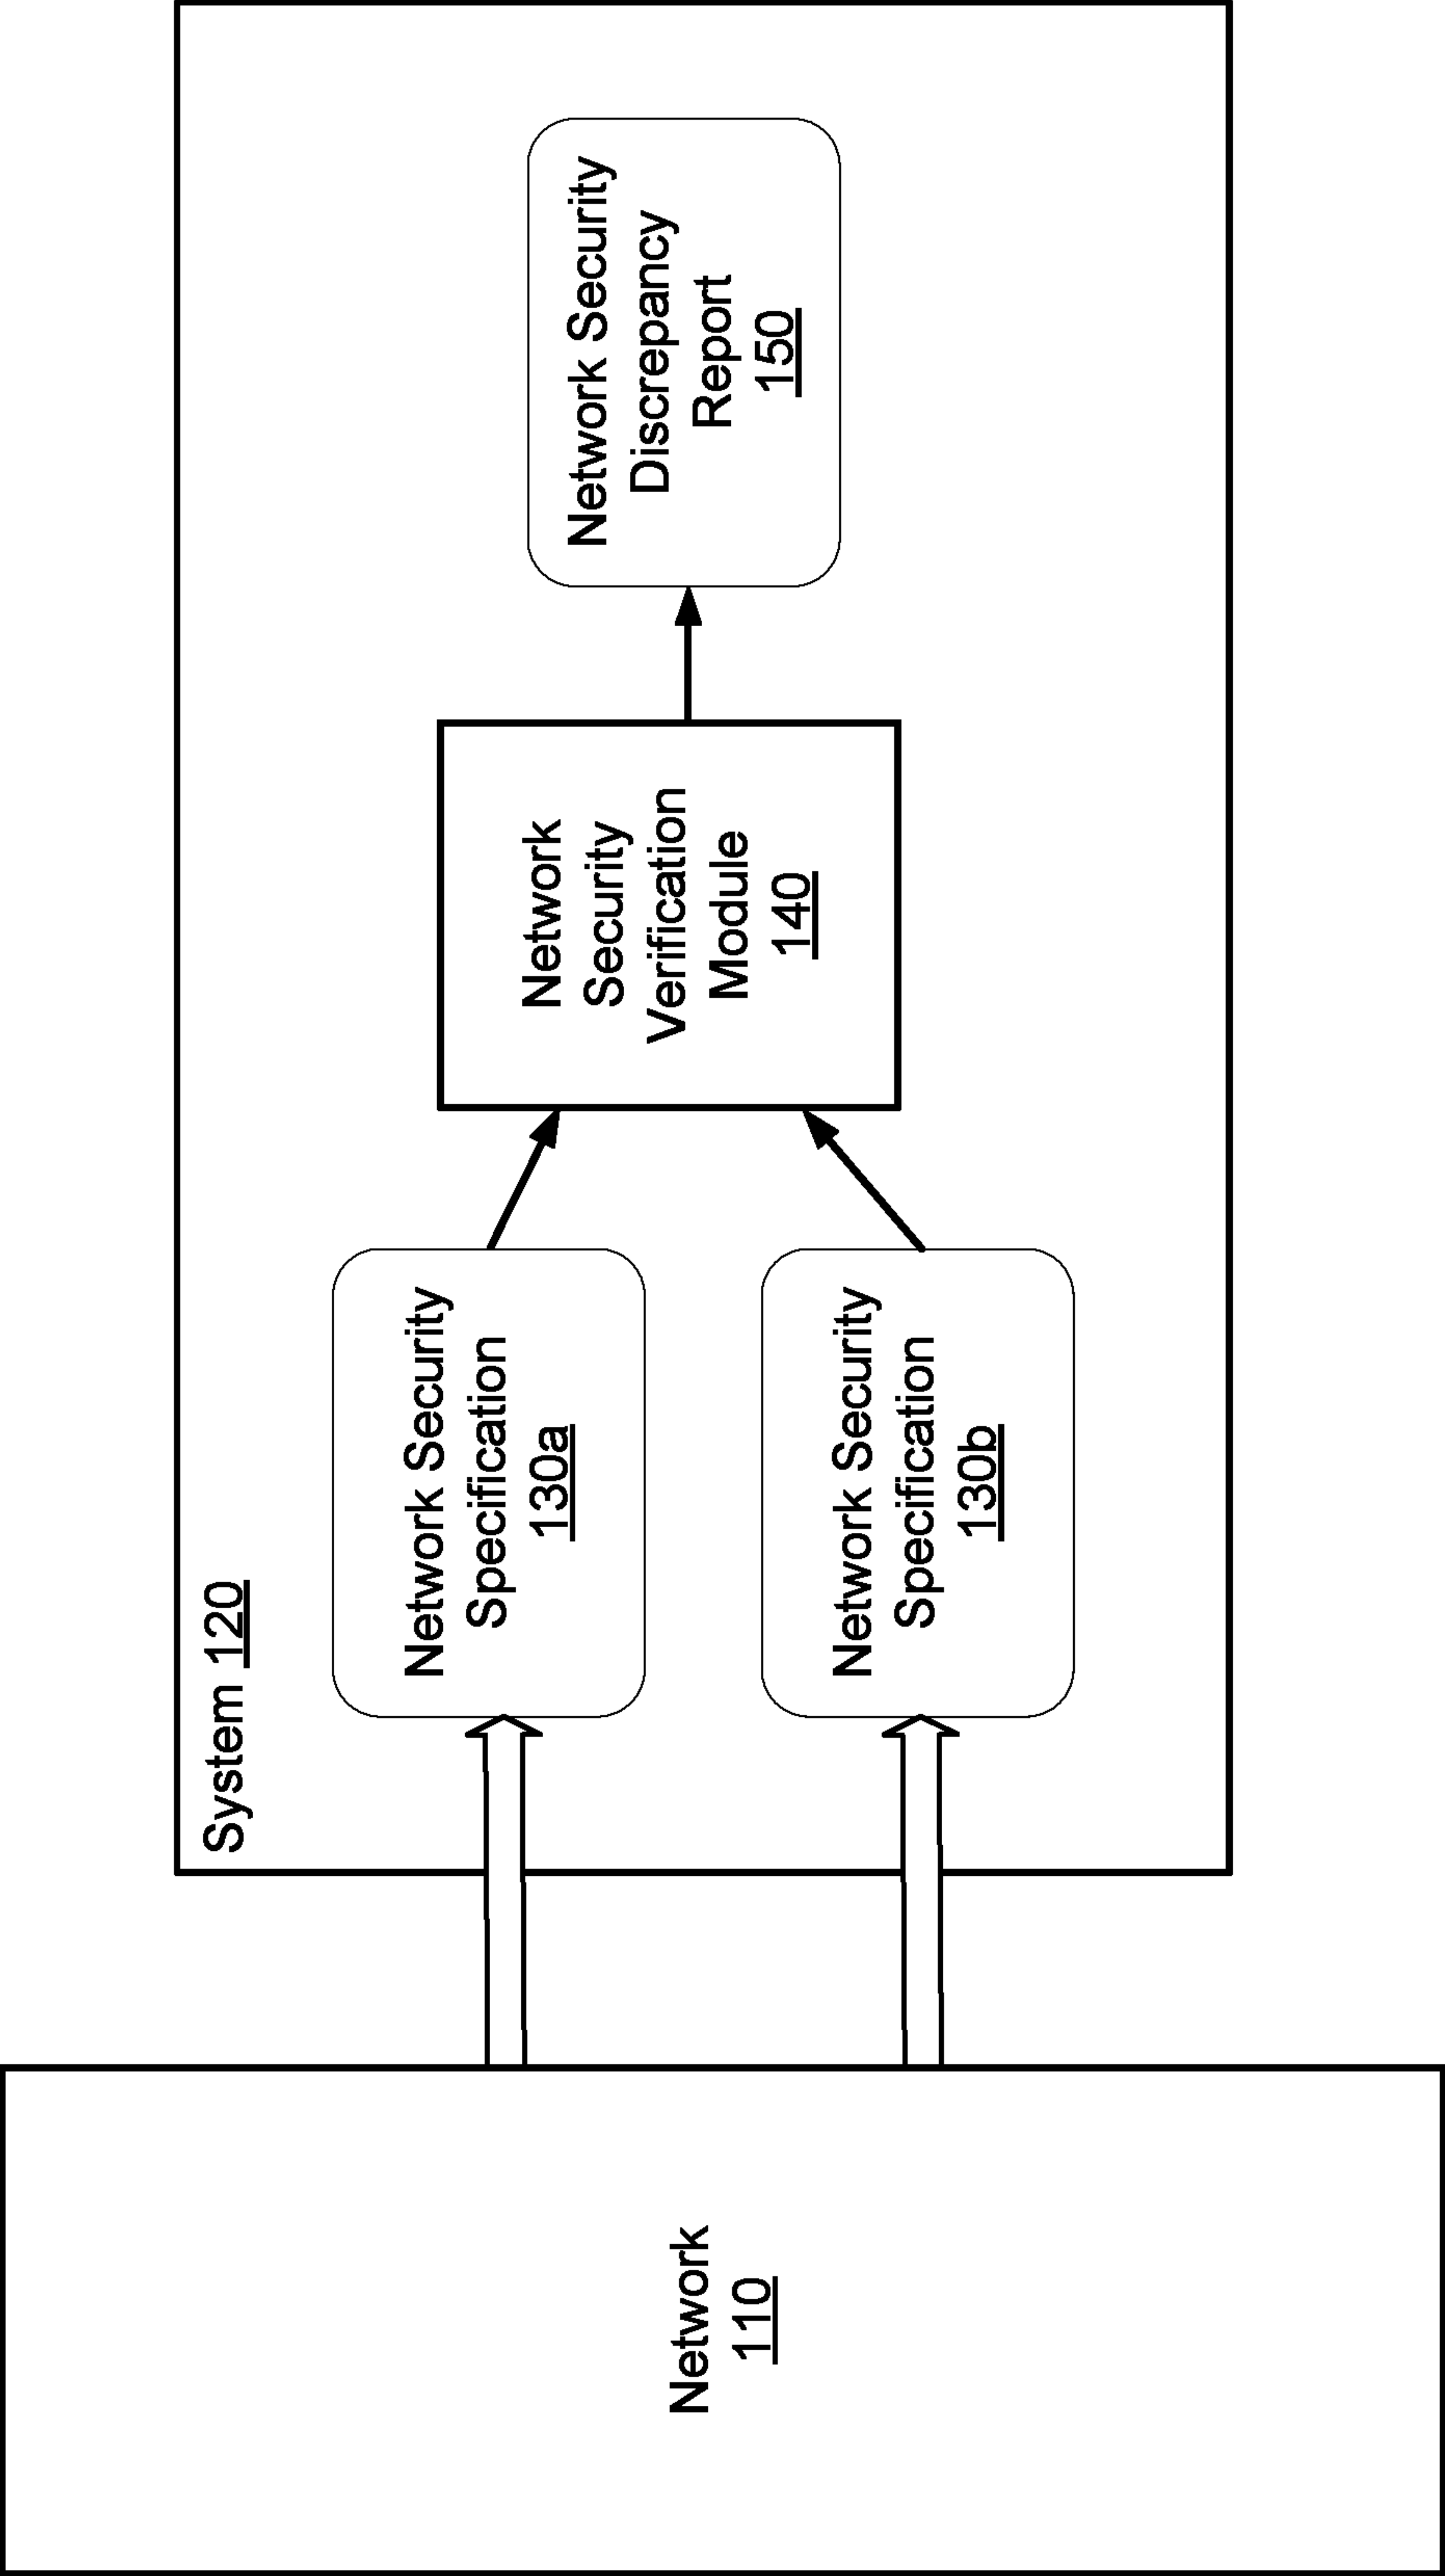 System 120
Network
110
Network Security
Specification
130a
Network Security
Specification
130b
Network
Security
Verification
Module
140
Network Security
Discrepancy
Report
150